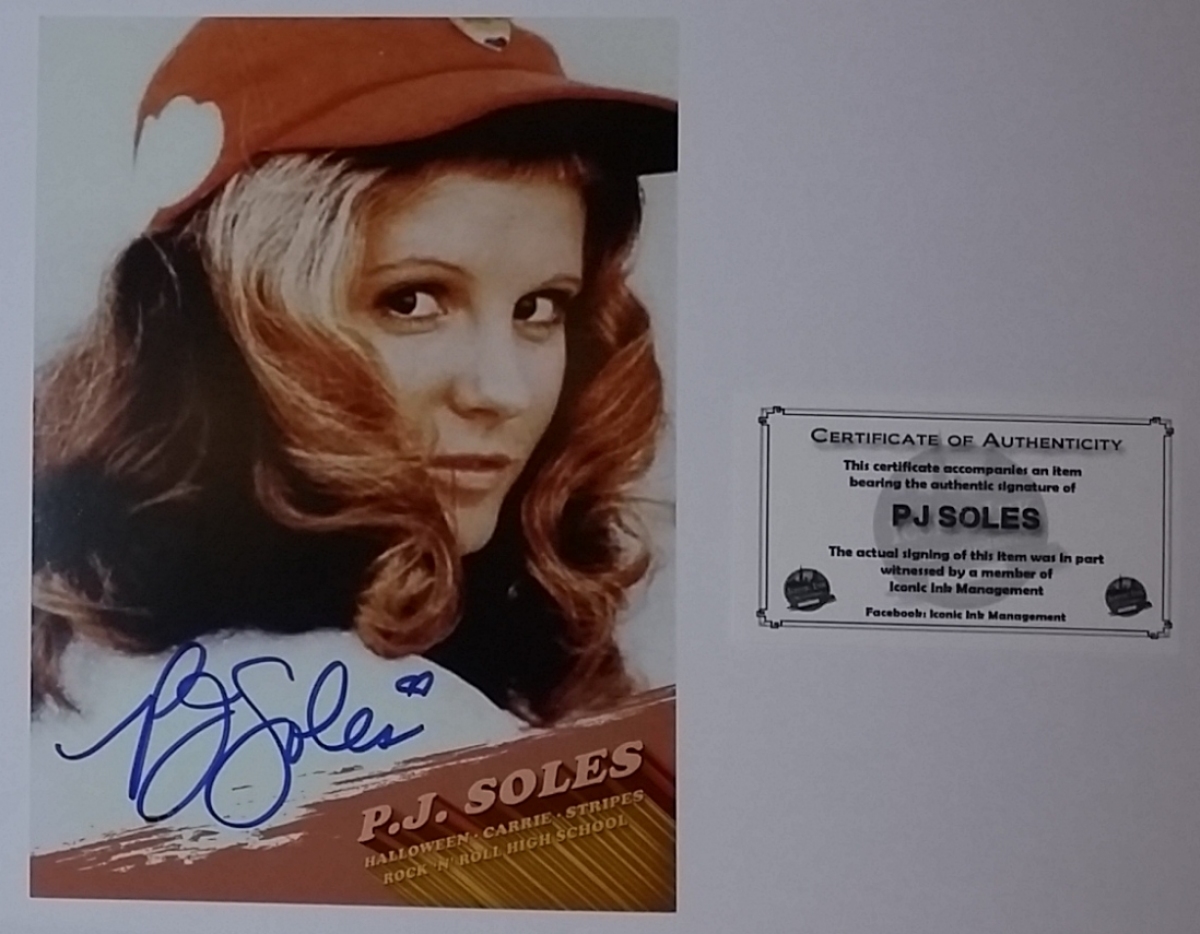 PJ Soles
P.J. SOLES
HALLOWEEN · CARRIE · STRIPES
ROCK 'N' ROLL HIGH SCHOOL
CERTIFICATE OF AUTHENTICITY
This certificate accompanies an item
bearing the authentic signature of
PJ SOLES
The actual signing of this item was in part
witnessed by a member of
Iconic Ink Management
Facebook: Iconic Ink Management